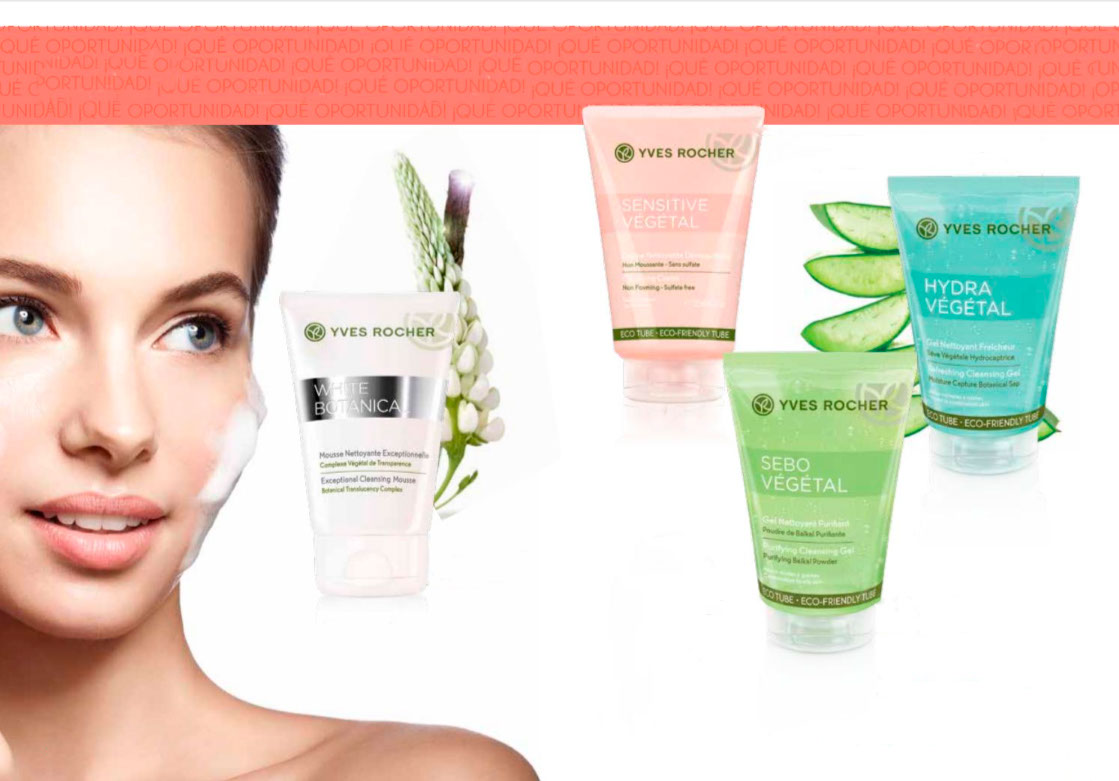 ¡QUÉ OPORTUNIDAD! ¡QUÉ OPORTUNIDAD! ¡QUÉ OPORTUNIDAD! ¡QUÉ OPORTUNIDAD!
YVES ROCHER
WHITE
BOTANICAL
Mousse Nettoyante Exceptionnelle
Complexe Végétal de Transparence
Exceptional Cleansing Mousse
Botanical Translucency Complex
YVES ROCHER
SENSITIVE
VÉGÉTAL
Non Moussante - Sans sulfate
Non Foaming - Sulfate free
ECO TUBE • ECO-FRIENDLY TUBE
YVES ROCHER
HYDRA
VÉGÉTAL
Gel Nettoyant Fraîcheur
Sève Végétale Hydrocaptrice
Refreshing Cleansing Gel
Moisture Capture Botanical Sap
ECO TUBE • ECO-FRIENDLY TUBE
YVES ROCHER
SEBO
VÉGÉTAL
Gel Nettoyant Purifiant
Poudre de Baïkal Purifiante
Purifying Cleansing Gel
Purifying Baikal Powder
ECO TUBE • ECO-FRIENDLY TUBE